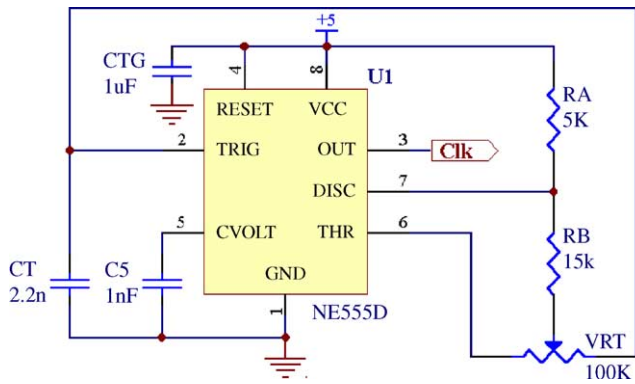 +5
CTG
1uF
4
8
U1
RESET
VCC
RA
5K
2
TRIG
OUT
3
Clk
DISC
7
5
CVOLT
THR
6
RB
15k
CT
2.2n
C5
1nF
GND
1
NE555D
VRT
100K